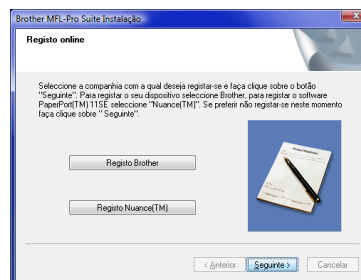 Brother MFL-Pro Suite Instalação
Registo online
Seleccione a companhia com a qual deseja registar-se e faça clique sobre o botão
"Seguinte". Para registar o seu dispositivo seleccione Brother, para registar o software
PaperPort(TM) 11SE seleccione "Nuance(TM)". Se preferir não registar-se neste momento
faça clique sobre " Seguinte".
Registo Brother
Registo Nuance(TM)
< Anterior
Seguinte >
Cancelar